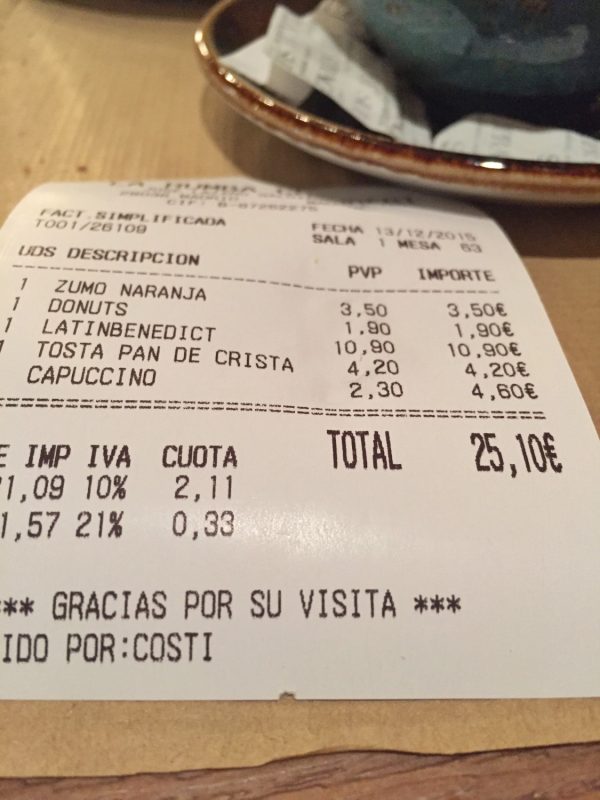 FACT.SIMPLIFICADA
T001/26109
FECHA 13/12/2015
SALA 1 MESA 63
UDS DESCRIPCION PVP IMPORTE
1 ZUMO NARANJA 3,50 3,50€
1 DONUTS 1,90 1,90€
1 LATINBENEDICT 10,90 10,90€
1 TOSTA PAN DE CRISTA 4,20 4,20€
CAPUCCINO 2,30 4,60€
TOTAL 25,10€
E IMP IVA CUOTA
1,09 10% 2,11
1,57 21% 0,33
** GRACIAS POR SU VISITA ***
IDO POR:COSTI